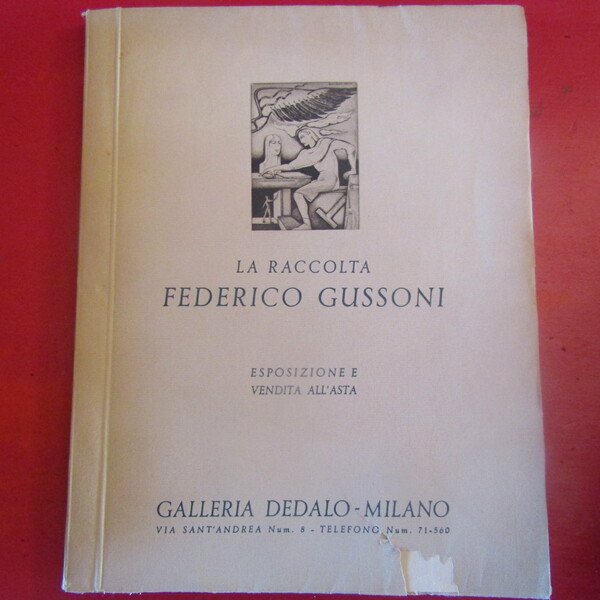 LA RACCOLTA
FEDERICO GUSSONI
ESPOSIZIONE E
VENDITA ALL'ASTA
GALLERIA DEDALO-MILANO
VIA SANT'ANDREA Num. 8 - TELEFONO Num. 71-560